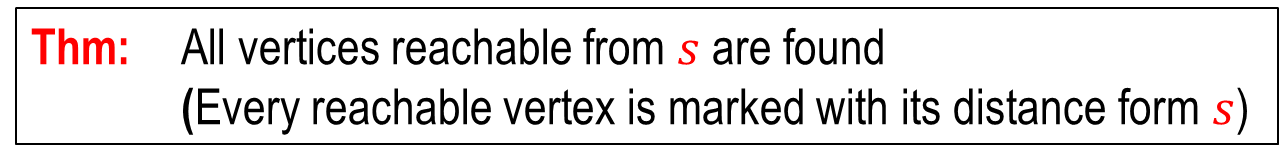 Thm: All vertices reachable from s are found
(Every reachable vertex is marked with its distance form s)